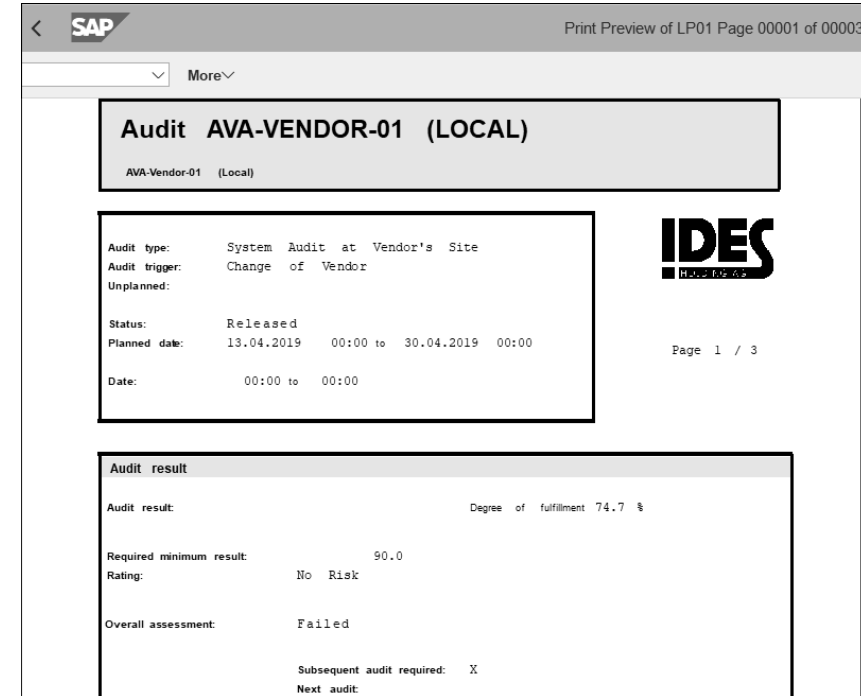 SAP
Print Preview of LP01 Page 00001 of 00003
More
Audit AVA-VENDOR-01 (LOCAL)
AVA-Vendor-01 (Local)
Audit type: System Audit at Vendor's Site
Audit trigger: Change of Vendor
Unplanned:
Status: Released
Planned date: 13.04.2019 00:00 to 30.04.2019 00:00
Date: 00:00 to 00:00
IDES
HOLDING AG
Page 1 / 3
Audit result
Audit result: Degree of fulfillment 74.7 %
Required minimum result: 90.0
Rating: No Risk
Overall assessment: Failed
Subsequent audit required: X
Next audit: